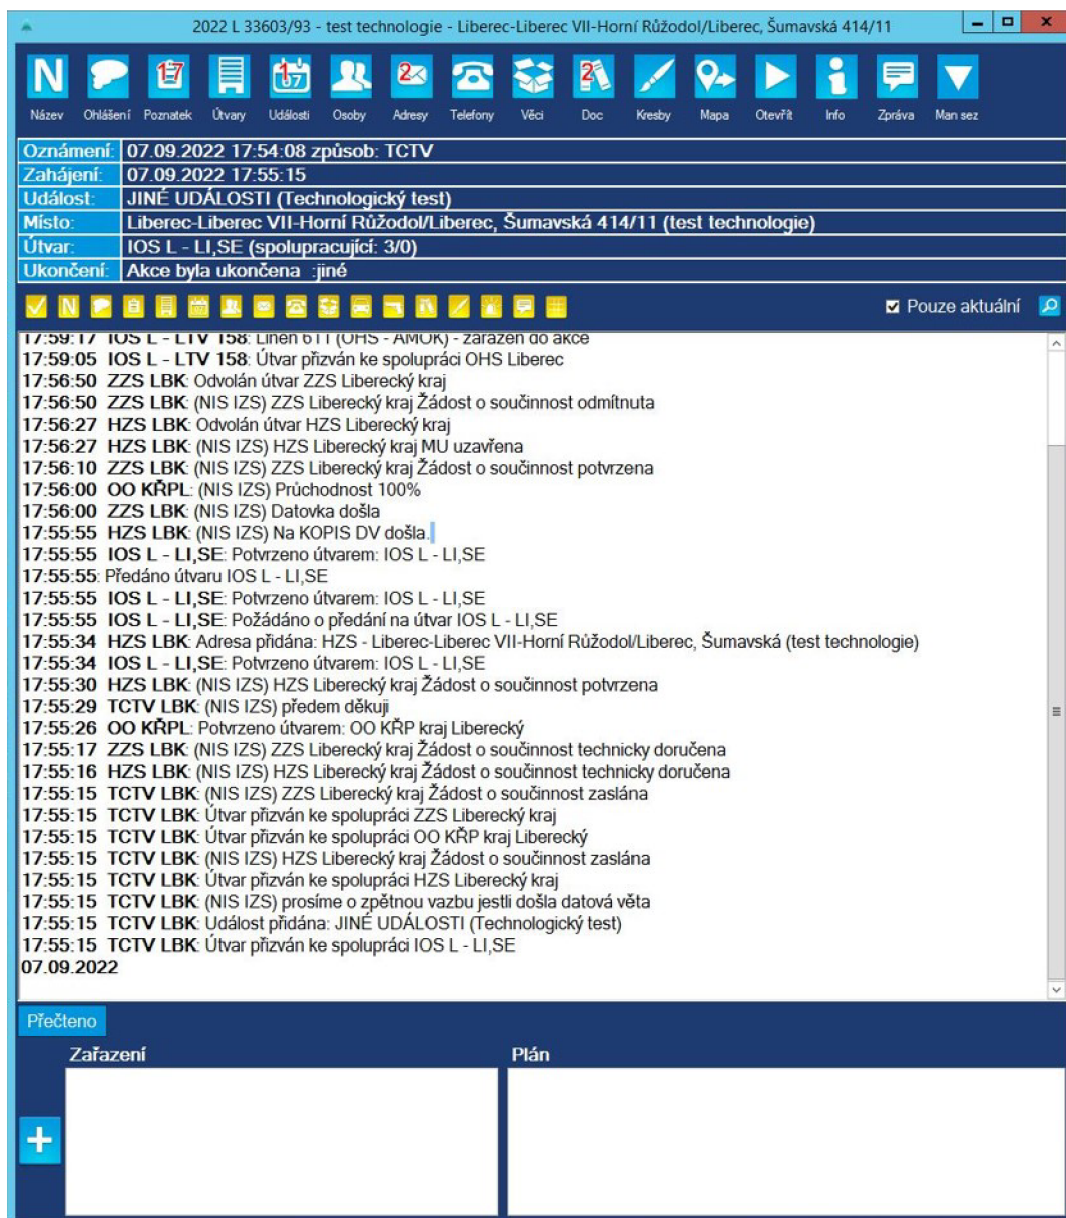 2022 L 33603/93 - test technologie - Liberec-Liberec VII-Horní Růžodol/Liberec, Šumavská 414/11
N 17 1 17 2 2
Název Ohlášení Poznatek Útvary Události Osoby Adresy Telefony Věci Doc Kresby Mapa Otevřít Info Zpráva Man sez
Oznámení: 07.09.2022 17:54:08 způsob: TCTV
Zahájení: 07.09.2022 17:55:15
Událost: JINÉ UDÁLOSTI (Technologický test)
Místo: Liberec-Liberec VII-Horní Růžodol/Liberec, Šumavská 414/11 (test technologie)
Útvar: IOS L - LI,SE (spolupracující: 3/0)
Ukončení: Akce byla ukončena :jiné
N Pouze aktuální
17:59:17 IOS L - LTV 158: Linen 611 (OHS - AMOK) - zařazen do akce
17:59:05 IOS L - LTV 158: Útvar přizván ke spolupráci OHS Liberec
17:56:50 ZZS LBK: Odvolán útvar ZZS Liberecký kraj
17:56:50 ZZS LBK: (NIS IZS) ZZS Liberecký kraj Žádost o součinnost odmítnuta
17:56:27 HZS LBK: Odvolán útvar HZS Liberecký kraj
17:56:27 HZS LBK: (NIS IZS) HZS Liberecký kraj MU uzavřena
17:56:10 ZZS LBK: (NIS IZS) ZZS Liberecký kraj Žádost o součinnost potvrzena
17:56:00 OO KŘPL: (NIS IZS) Průchodnost 100%
17:56:00 ZZS LBK: (NIS IZS) Datovka došla
17:55:55 HZS LBK: (NIS IZS) Na KOPIS DV došla.
17:55:55 IOS L - LI,SE: Potvrzeno útvarem: IOS L - LI,SE
17:55:55: Předáno útvaru IOS L - LI,SE
17:55:55 IOS L - LI,SE: Potvrzeno útvarem: IOS L - LI,SE
17:55:55 IOS L - LI,SE: Požádáno o předání na útvar IOS L - LI,SE
17:55:34 HZS LBK: Adresa přidána: HZS - Liberec-Liberec VII-Horní Růžodol/Liberec, Šumavská (test technologie)
17:55:34 IOS L - LI,SE: Potvrzeno útvarem: IOS L - LI,SE
17:55:30 HZS LBK: (NIS IZS) HZS Liberecký kraj Žádost o součinnost potvrzena
17:55:29 TCTV LBK: (NIS IZS) předem děkuji
17:55:26 OO KŘPL: Potvrzeno útvarem: OO KŘP kraj Liberecký
17:55:17 ZZS LBK: (NIS IZS) ZZS Liberecký kraj Žádost o součinnost technicky doručena
17:55:16 HZS LBK: (NIS IZS) HZS Liberecký kraj Žádost o součinnost technicky doručena
17:55:15 TCTV LBK: (NIS IZS) ZZS Liberecký kraj Žádost o součinnost zaslána
17:55:15 TCTV LBK: Útvar přizván ke spolupráci ZZS Liberecký kraj
17:55:15 TCTV LBK: Útvar přizván ke spolupráci OO KŘP kraj Liberecký
17:55:15 TCTV LBK: (NIS IZS) HZS Liberecký kraj Žádost o součinnost zaslána
17:55:15 TCTV LBK: Útvar přizván ke spolupráci HZS Liberecký kraj
17:55:15 TCTV LBK: (NIS IZS) prosíme o zpětnou vazbu jestli došla datová věta
17:55:15 TCTV LBK: Událost přidána: JINÉ UDÁLOSTI (Technologický test)
17:55:15 TCTV LBK: Útvar přizván ke spolupráci IOS L - LI,SE
07.09.2022
Přečteno
Zařazení Plán